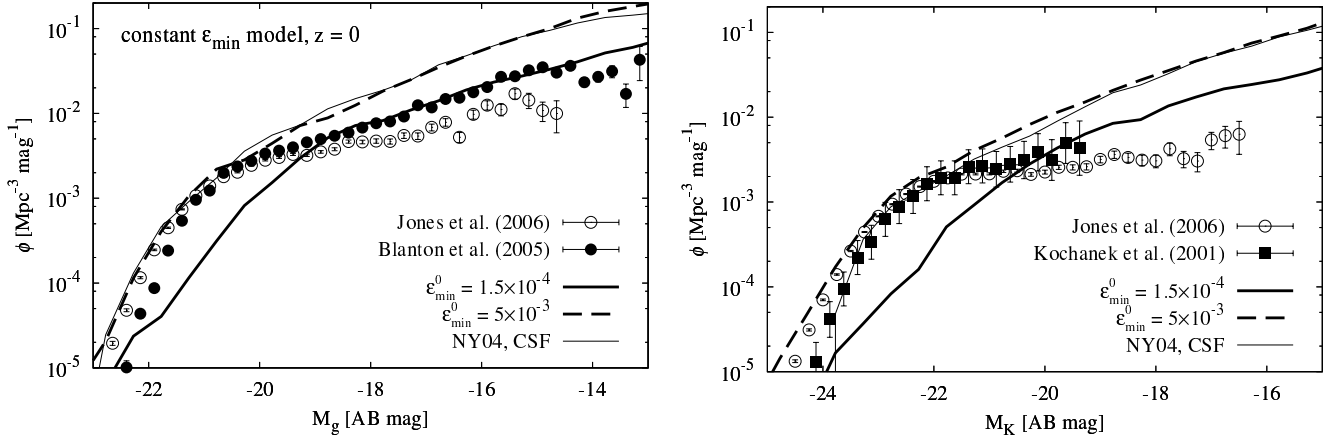 constant ε_min model, z = 0
10^-1
10^-2
10^-3
10^-4
10^-5
ϕ [Mpc^-3 mag^-1]
Jones et al. (2006)
Blanton et al. (2005)
ε^0_min = 1.5×10^-4
ε^0_min = 5×10^-3
NY04, CSF
-22 -20 -18 -16 -14
M_g [AB mag]
10^-1
10^-2
10^-3
10^-4
10^-5
ϕ [Mpc^-3 mag^-1]
Jones et al. (2006)
Kochanek et al. (2001)
ε^0_min = 1.5×10^-4
ε^0_min = 5×10^-3
NY04, CSF
-24 -22 -20 -18 -16
M_K [AB mag]